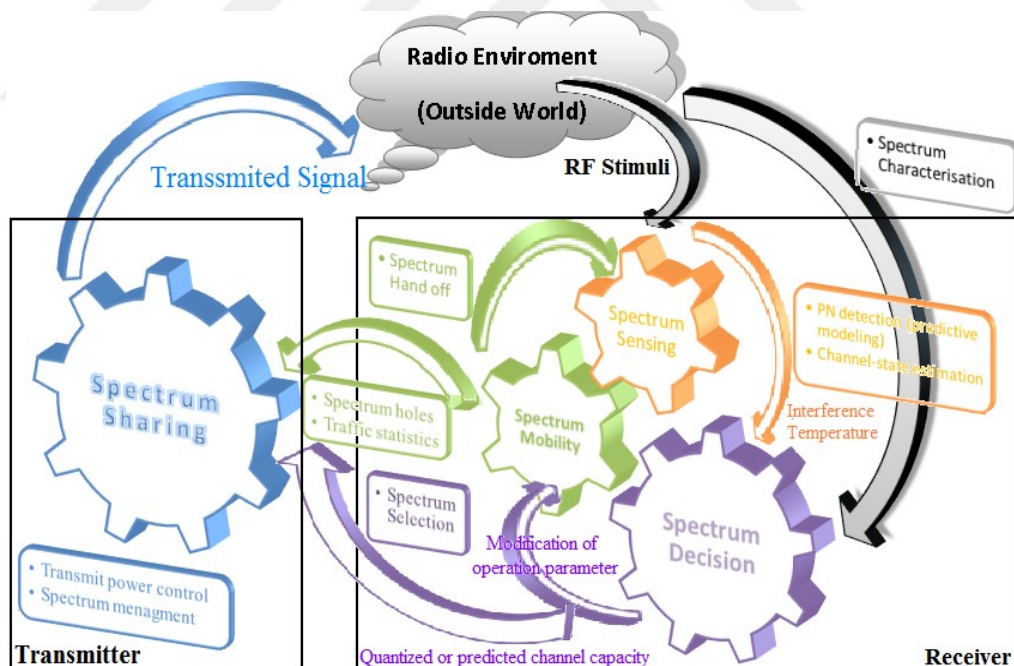 Radio Enviroment
(Outside World)
Transsmited Signal
RF Stimuli
• Spectrum
Characterisation
• Spectrum
Hand off
Spectrum
Sensing
• PN detection (predictive
modeling)
• Channel-state estimation
Spectrum
Sharing
• Spectrum holes
• Traffic statistics
Spectrum
Mobility
Interference
Temperature
• Spectrum
Selection
Spectrum
Decision
Modification of
operation parameter
• Transmit power control
• Spectrum menagment
Transmitter
Quantized or predicted channel capacity
Receiver